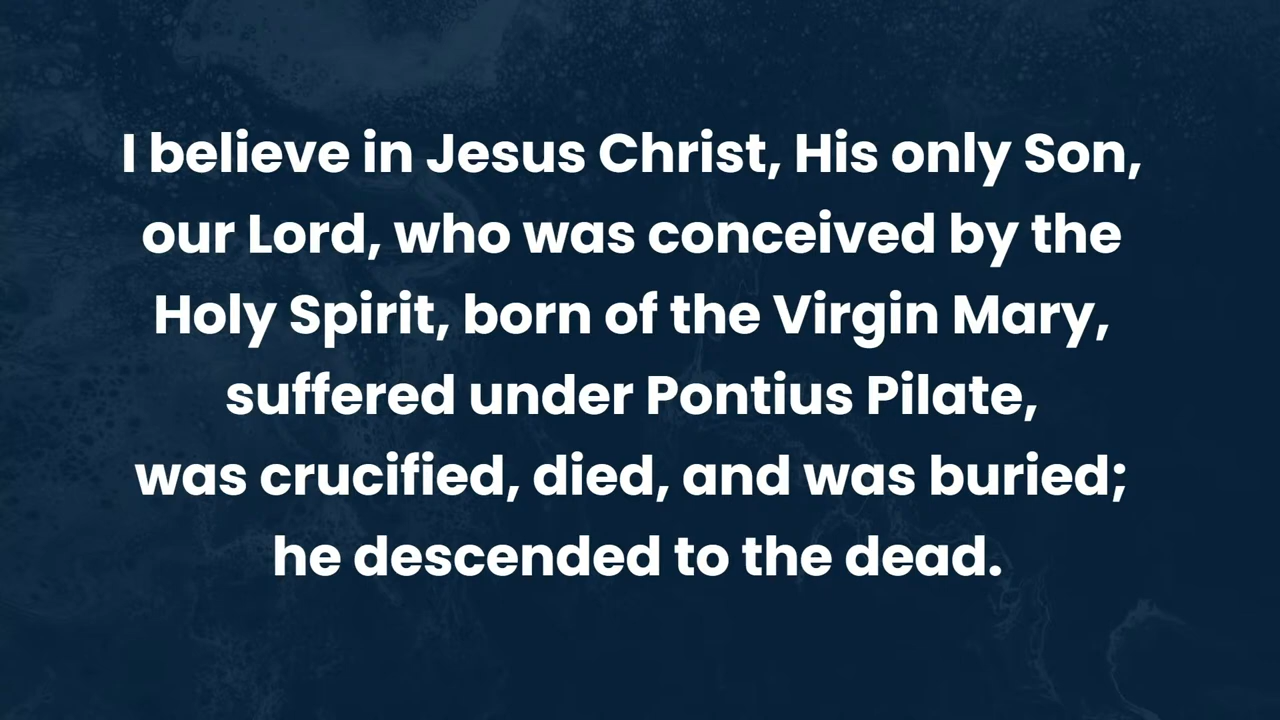 I believe in Jesus Christ, His only Son,
our Lord, who was conceived by the
Holy Spirit, born of the Virgin Mary,
suffered under Pontius Pilate,
was crucified, died, and was buried;
he descended to the dead.